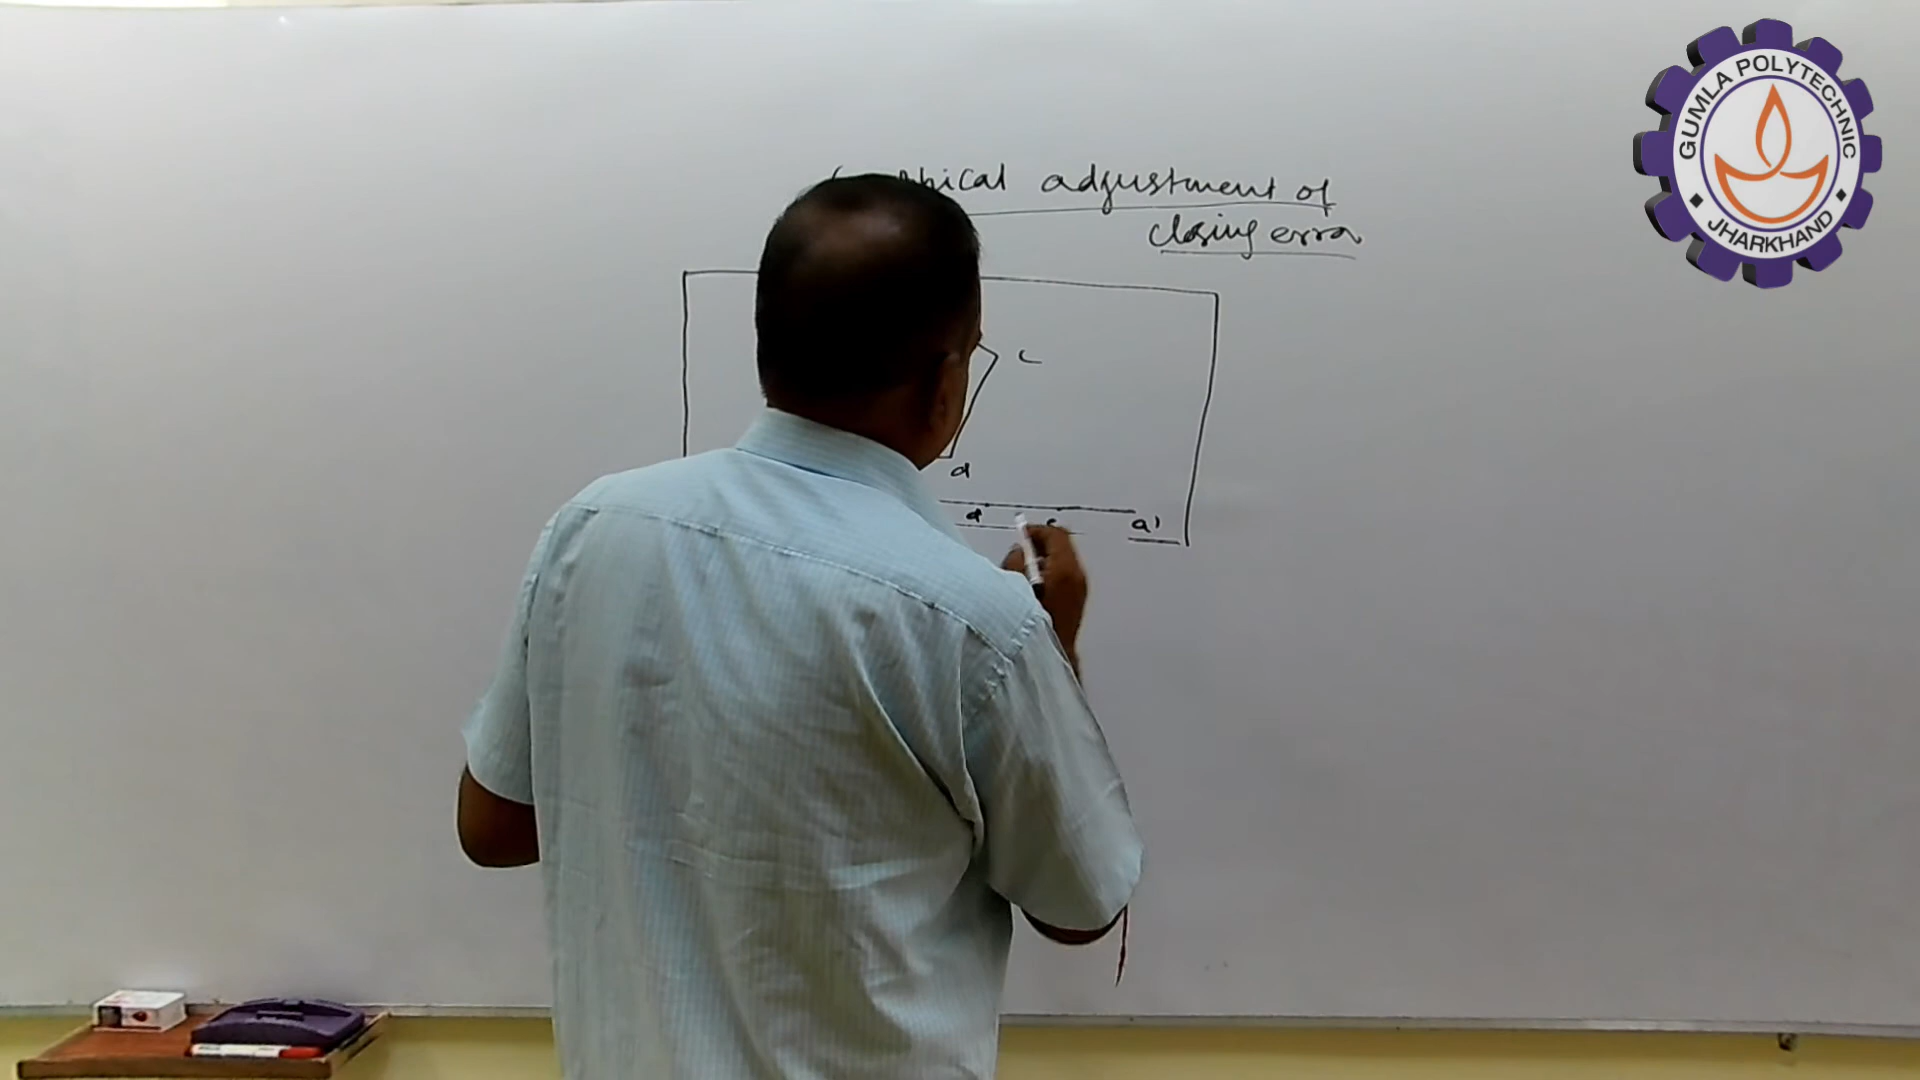 GUMLA POLYTECHNIC
JHARKHAND
adjustment of
closing error
c
d
d e a'